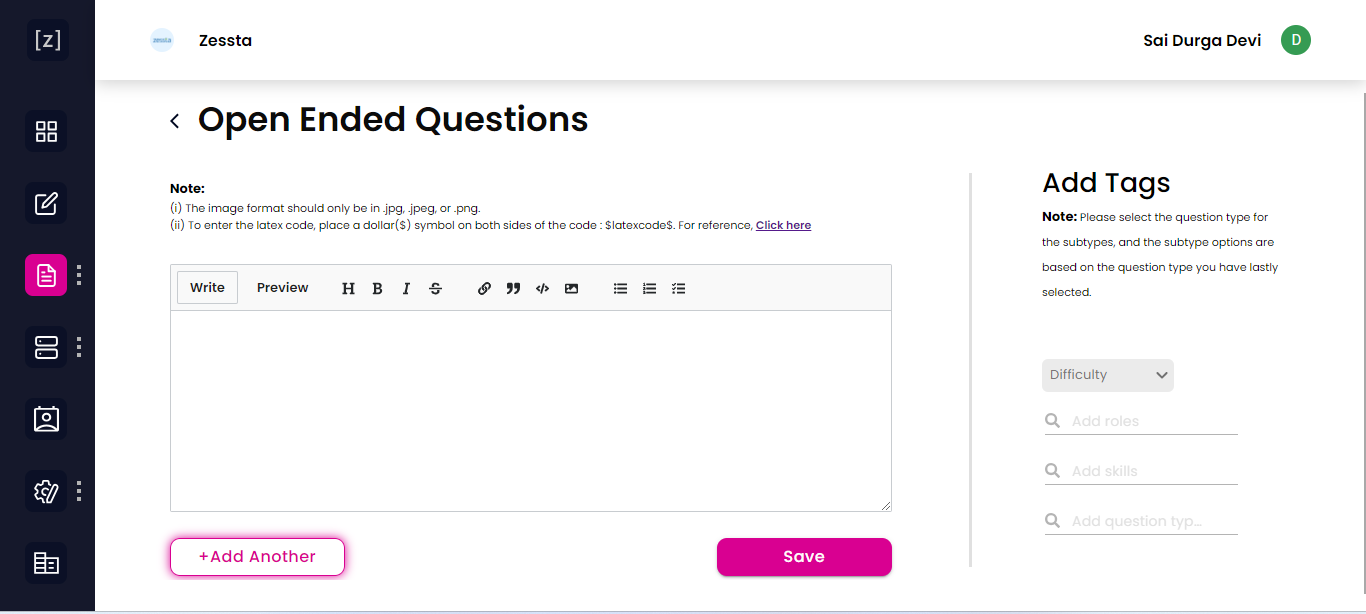 [z]
Zessta
Sai Durga Devi
D
Open Ended Questions
Note:
(i) The image format should only be in .jpg, .jpeg, or .png.
(ii) To enter the latex code, place a dollar($) symbol on both sides of the code : $latexcode$. For reference, Click here
Write Preview H B I S
+Add Another
Save
Add Tags
Note: Please select the question type for
the subtypes, and the subtype options are
based on the question type you have lastly
selected.
Difficulty
Add roles
Add skills
Add question typ...